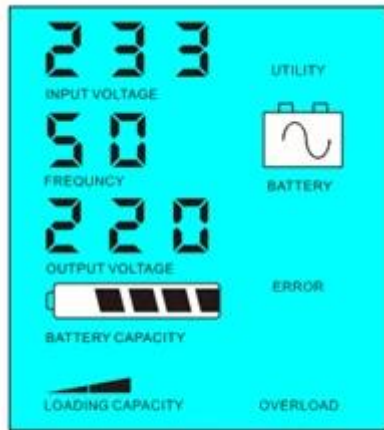 233
UTILITY
INPUT VOLTAGE
50
FREQUNCY
BATTERY
220
OUTPUT VOLTAGE
ERROR
BATTERY CAPACITY
LOADING CAPACITY
OVERLOAD